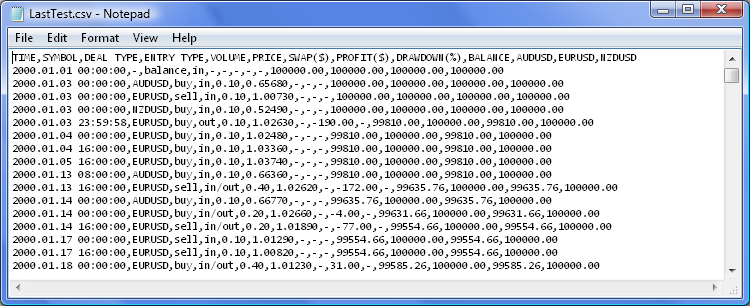 LastTest.csv - Notepad
File Edit Format View Help
TIME,SYMBOL,DEAL TYPE,ENTRY TYPE,VOLUME,PRICE,SWAP($),PROFIT($),DRAWDOWN(%),BALANCE,AUDUSD,EURUSD,NZDUSD
2000.01.01 00:00:00,-,balance,in,-,-,-,-,-,100000.00,100000.00,100000.00,100000.00
2000.01.03 00:00:00,AUDUSD,buy,in,0.10,0.65680,-,-,-,100000.00,100000.00,100000.00,100000.00
2000.01.03 00:00:00,EURUSD,sell,in,0.10,1.00730,-,-,-,100000.00,100000.00,100000.00,100000.00
2000.01.03 00:00:00,NZDUSD,buy,in,0.10,0.52490,-,-,-,100000.00,100000.00,100000.00,100000.00
2000.01.03 23:59:58,EURUSD,buy,out,0.10,1.02630,-,-190.00,-,99810.00,100000.00,99810.00,100000.00
2000.01.04 00:00:00,EURUSD,buy,in,0.10,1.02480,-,-,-,99810.00,100000.00,99810.00,100000.00
2000.01.04 16:00:00,EURUSD,buy,in,0.10,1.03360,-,-,-,99810.00,100000.00,99810.00,100000.00
2000.01.05 16:00:00,EURUSD,buy,in,0.10,1.03740,-,-,-,99810.00,100000.00,99810.00,100000.00
2000.01.13 08:00:00,AUDUSD,buy,in,0.10,0.66360,-,-,-,99810.00,100000.00,99810.00,100000.00
2000.01.13 16:00:00,EURUSD,sell,in/out,0.40,1.02620,-,-172.00,-,99635.76,100000.00,99635.76,100000.00
2000.01.14 00:00:00,AUDUSD,buy,in,0.10,0.66770,-,-,-,99635.76,100000.00,99635.76,100000.00
2000.01.14 00:00:00,EURUSD,buy,in/out,0.20,1.02660,-,-4.00,-,99631.66,100000.00,99631.66,100000.00
2000.01.14 16:00:00,EURUSD,sell,in/out,0.20,1.01890,-,-77.00,-,99554.66,100000.00,99554.66,100000.00
2000.01.17 00:00:00,EURUSD,sell,in,0.10,1.01290,-,-,-,99554.66,100000.00,99554.66,100000.00
2000.01.17 16:00:00,EURUSD,sell,in,0.10,1.00820,-,-,-,99554.66,100000.00,99554.66,100000.00
2000.01.18 00:00:00,EURUSD,buy,in/out,0.40,1.01230,-,31.00,-,99585.26,100000.00,99585.26,100000.00